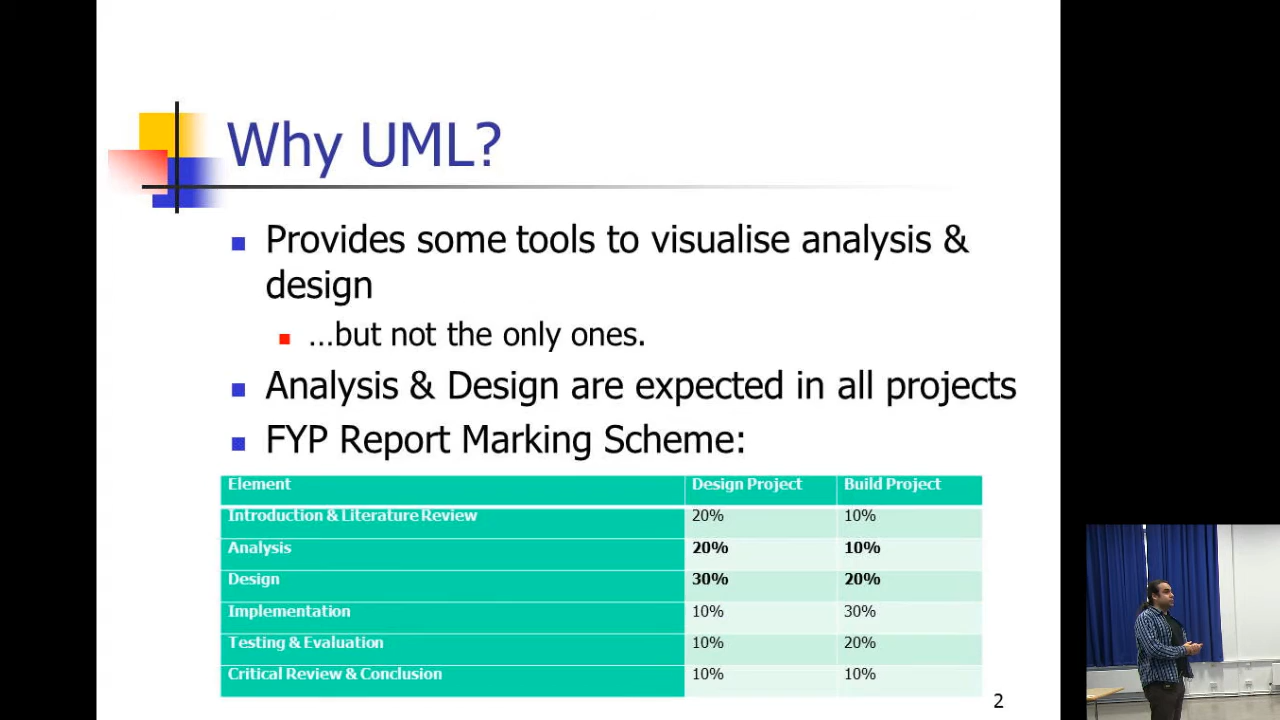 Why UML?
Provides some tools to visualise analysis &
design
…but not the only ones.
Analysis & Design are expected in all projects
FYP Report Marking Scheme:
Element Design Project Build Project
Introduction & Literature Review 20% 10%
Analysis 20% 10%
Design 30% 20%
Implementation 10% 30%
Testing & Evaluation 10% 20%
Critical Review & Conclusion 10% 10%
2